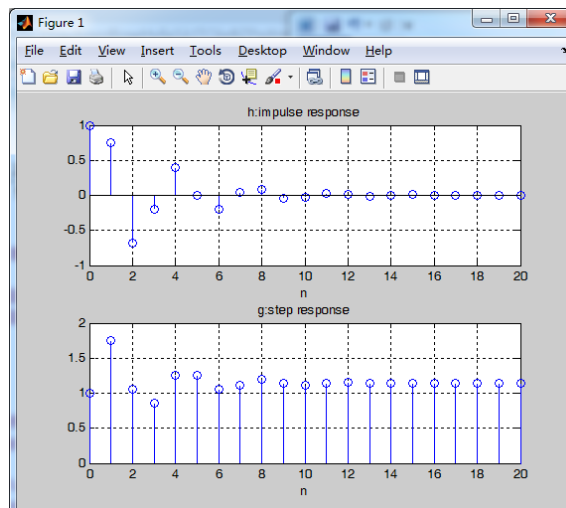 Figure 1
File Edit View Insert Tools Desktop Window Help
h:impulse response
1
0.5
0
-0.5
-1
0 2 4 6 8 10 12 14 16 18 20
n
g:step response
2
1.5
1
0.5
0
0 2 4 6 8 10 12 14 16 18 20
n